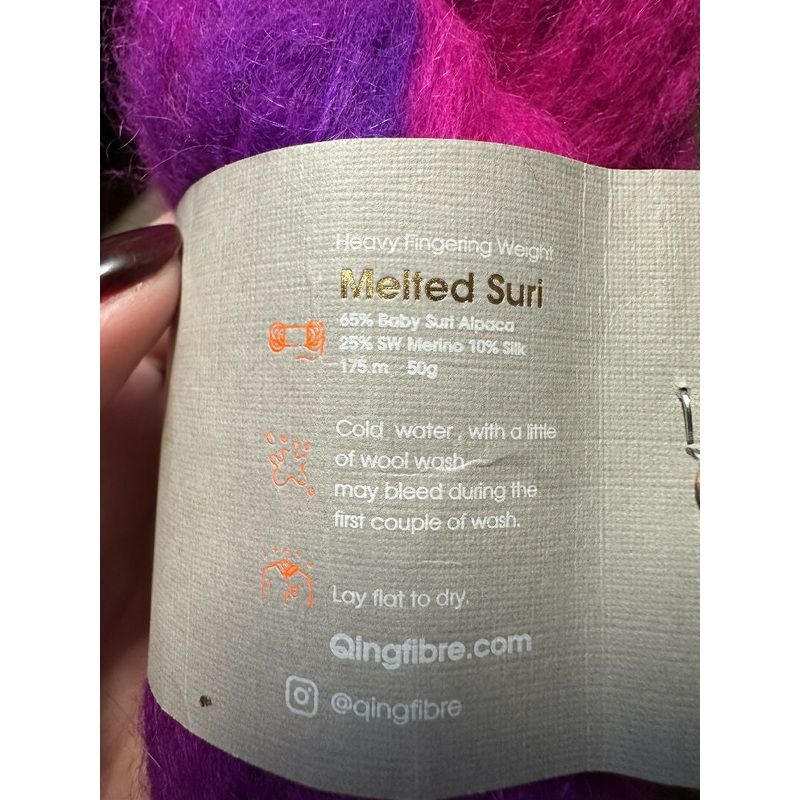 Heavy Fingering Weight
Melted Suri
65% Baby Suri Alpaca
25% SW Merino 10% Silk
175 m 50g
Cold water, with a little
of wool wash
may bleed during the
first couple of wash.
Lay flat to dry.
Qingfibre.com
@qingfibre